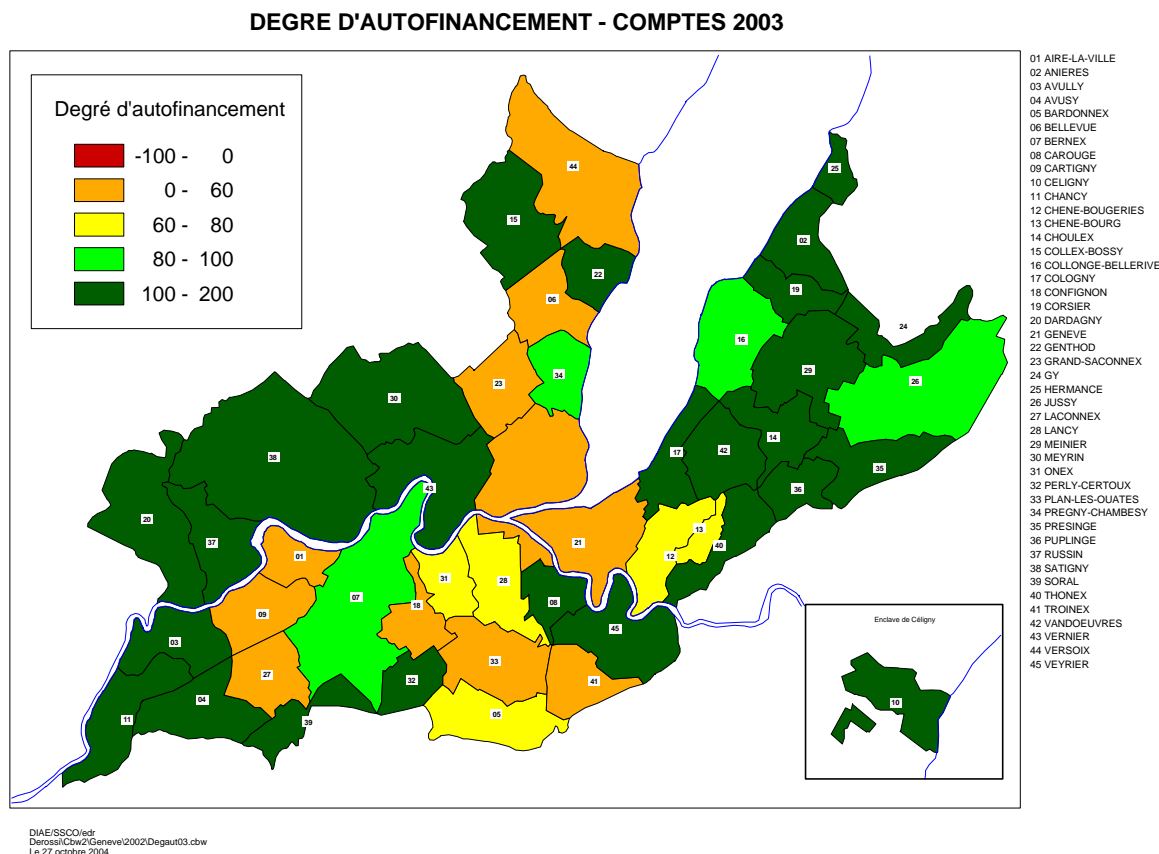 DEGRE D'AUTOFINANCEMENT - COMPTES 2003
Degré d'autofinancement
-100 - 0
0 - 60
60 - 80
80 - 100
100 - 200
01 AIRE-LA-VILLE
02 ANIERES
03 AVULLY
04 AVUSY
05 BARDONNEX
06 BELLEVUE
07 BERNEX
08 CAROUGE
09 CARTIGNY
10 CELIGNY
11 CHANCY
12 CHENE-BOUGERIES
13 CHENE-BOURG
14 CHOULEX
15 COLLEX-BOSSY
16 COLLONGE-BELLERIVE
17 COLOGNY
18 CONFIGNON
19 CORSIER
20 DARDAGNY
21 GENEVE
22 GENTHOD
23 GRAND-SACONNEX
24 GY
25 HERMANCE
26 JUSSY
27 LACONNEX
28 LANCY
29 MEINIER
30 MEYRIN
31 ONEX
32 PERLY-CERTOUX
33 PLAN-LES-OUATES
34 PREGNY-CHAMBESY
35 PRESINGE
36 PUPLINGE
37 RUSSIN
38 SATIGNY
39 SORAL
40 THONEX
41 TROINEX
42 VANDOEUVRES
43 VERNIER
44 VERSOIX
45 VEYRIER
44
25
15
02
22
19
06
24
16
29
34
26
23
30
14
17
42
38
35
43
36
20
37
13
21
40
01
12
31
28
07
08
18
09
45
03
33
27
32
41
04
05
11
39
Enclave de Céligny
10
DIAE/SSCO/edr
Derossi\Cbw2\Geneve\2002\Degaut03.cbw
Le 27 octobre 2004